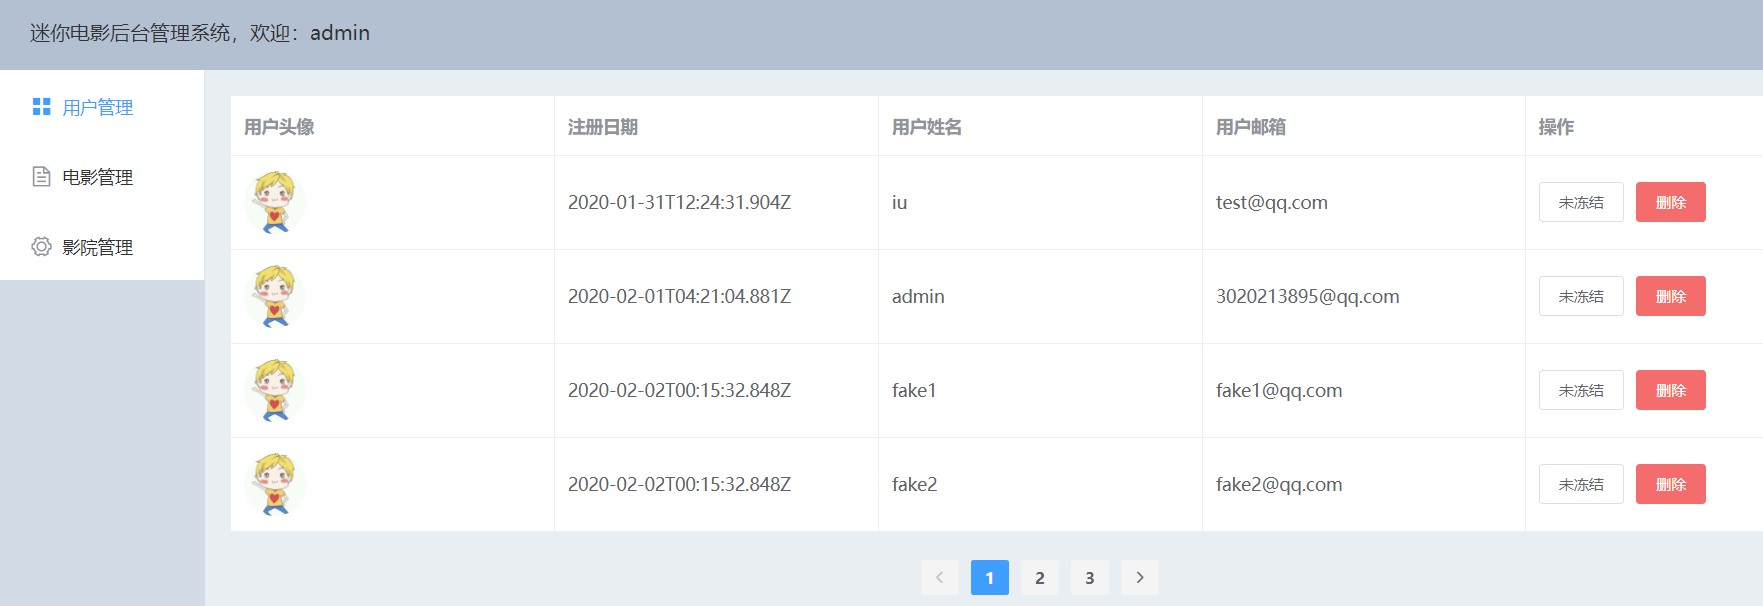 迷你电影后台管理系统，欢迎：admin
用户管理
电影管理
影院管理
用户头像 注册日期 用户姓名 用户邮箱 操作
2020-01-31T12:24:31.904Z iu test@qq.com 未冻结 删除
2020-02-01T04:21:04.881Z admin 3020213895@qq.com 未冻结 删除
2020-02-02T00:15:32.848Z fake1 fake1@qq.com 未冻结 删除
2020-02-02T00:15:32.848Z fake2 fake2@qq.com 未冻结 删除
1 2 3